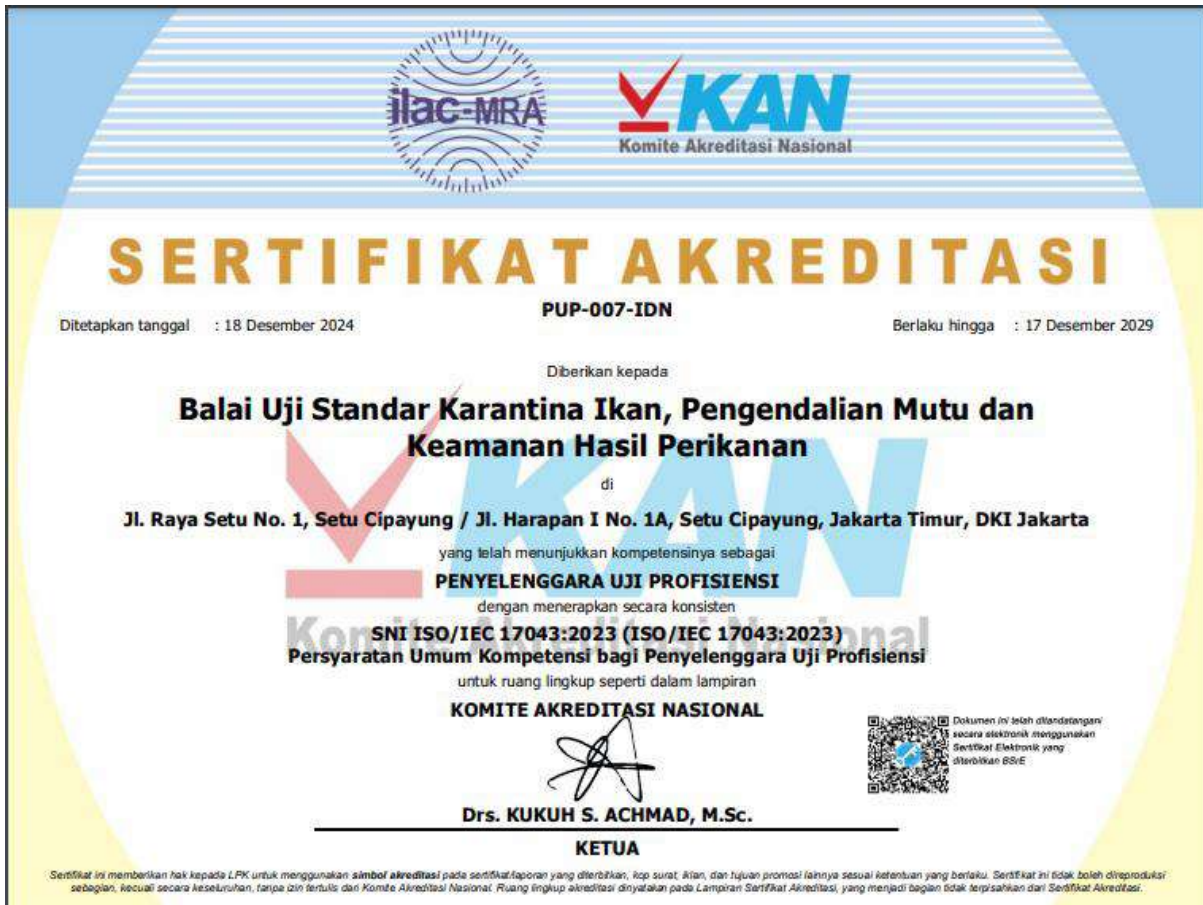 ilac-MRA
KAN
Komite Akreditasi Nasional
SERTIFIKAT AKREDITASI
PUP-007-IDN
Ditetapkan tanggal : 18 Desember 2024
Berlaku hingga : 17 Desember 2029
Diberikan kepada
Balai Uji Standar Karantina Ikan, Pengendalian Mutu dan
Keamanan Hasil Perikanan
di
Jl. Raya Setu No. 1, Setu Cipayung / Jl. Harapan I No. 1A, Setu Cipayung, Jakarta Timur, DKI Jakarta
yang telah menunjukkan kompetensinya sebagai
PENYELENGGARA UJI PROFISIENSI
dengan menerapkan secara konsisten
SNI ISO/IEC 17043:2023 (ISO/IEC 17043:2023)
Persyaratan Umum Kompetensi bagi Penyelenggara Uji Profisiensi
untuk ruang lingkup seperti dalam lampiran
KOMITE AKREDITASI NASIONAL
Dokumen ini telah ditandatangani
secara elektronik menggunakan
Sertifikat Elektronik yang
diterbitkan BSrE
Drs. KUKUH S. ACHMAD, M.Sc.
KETUA
Sertifikat ini memberikan hak kepada LPK untuk menggunakan simbol akreditasi pada sertifikat/laporan yang diterbitkan, kop surat, iklan, dan tujuan promosi lainnya sesuai ketentuan yang berlaku. Sertifikat ini tidak boleh direproduksi
sebagian, kecuali secara keseluruhan, tanpa izin tertulis dari Komite Akreditasi Nasional. Ruang lingkup akreditasi dinyatakan pada Lampiran Sertifikat Akreditasi, yang menjadi bagian tidak terpisahkan dari Sertifikat Akreditasi.
KAN
Komite Akreditasi Nasional